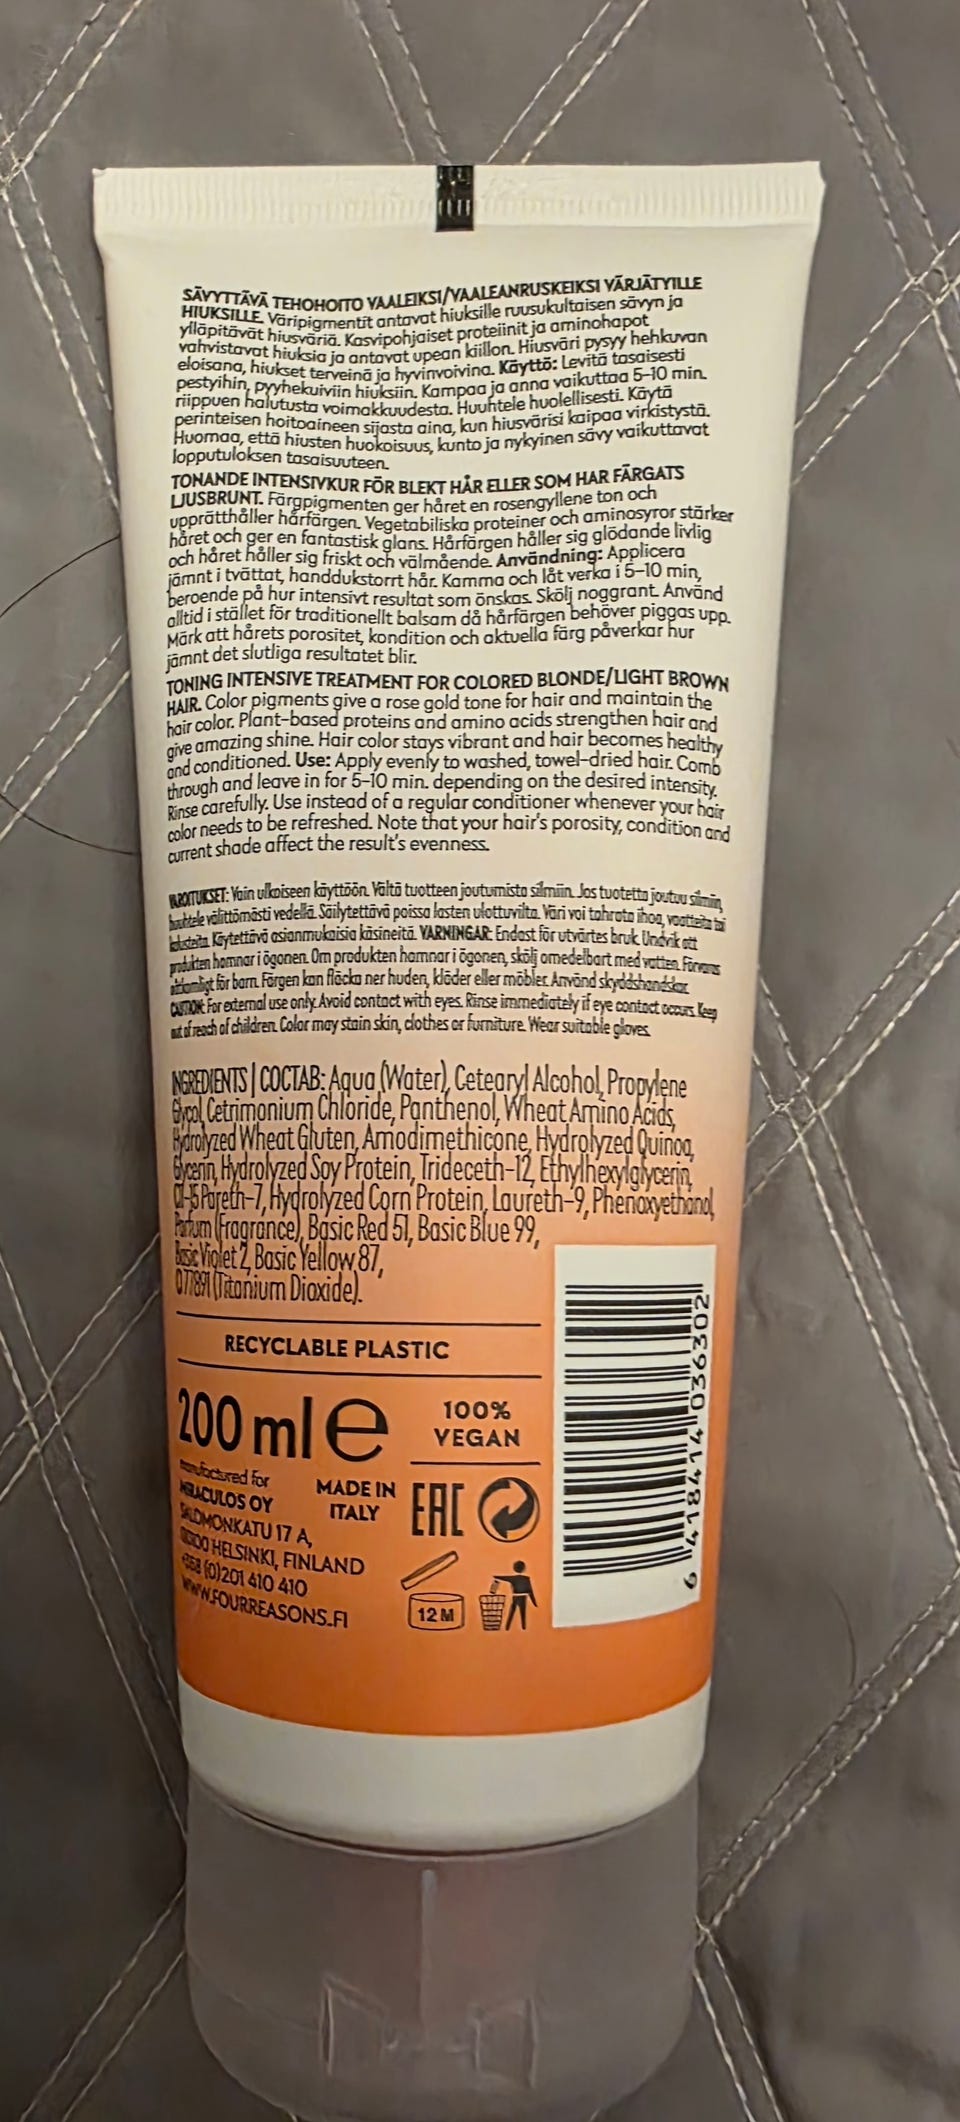 SÄVYTTÄVÄ TEHOHOITO VAALEIKSI/VAALEANRUSKEIKSI VÄRJÄTYILLE
HIUKSILLE. Väripigmentit antavat hiuksille ruusukultaisen sävyn ja
ylläpitävät hiusväriä. Kasvipohjaiset proteiinit ja aminohapot
vahvistavat hiuksia ja antavat upean kiillon. Hiusväri pysyy hehkuvan
eloisana, hiukset terveinä ja hyvinvoivina. Käyttö: Levitä tasaisesti
pestyihin, pyyhekuiviin hiuksiin. Kampaa ja anna vaikuttaa 5-10 min.
riippuen halutusta voimakkuudesta. Huuhtele huolellisesti. Käytä
perinteisen hoitoaineen sijasta aina, kun hiusvärisi kaipaa virkistystä.
Huomaa, että hiusten huokoisuus, kunto ja nykyinen sävy vaikuttavat
lopputuloksen tasaisuuteen.
TONANDE INTENSIVKUR FÖR BLEKT HÅR ELLER SOM HAR FÄRGATS
LJUSBRUNT. Färgpigmenten ger håret en rosengyllene ton och
upprätthåller hårfärgen. Vegetabiliska proteiner och aminosyror stärker
håret och ger en fantastisk glans. Hårfärgen håller sig glödande livlig
och håret håller sig friskt och välmående. Användning: Applicera
jämnt i tvättat, handdukstorrt hår. Kamma och låt verka i 5-10 min,
beroende på hur intensivt resultat som önskas. Skölj noggrant. Använd
alltid i stället för traditionellt balsam då hårfärgen behöver piggas upp.
Märk att hårets porositet, kondition och aktuella färg påverkar hur
jämnt det slutliga resultatet blir.
TONING INTENSIVE TREATMENT FOR COLORED BLONDE/LIGHT BROWN
HAIR. Color pigments give a rose gold tone for hair and maintain the
hair color. Plant-based proteins and amino acids strengthen hair and
give amazing shine. Hair color stays vibrant and hair becomes healthy
and conditioned. Use: Apply evenly to washed, towel-dried hair. Comb
through and leave in for 5-10 min. depending on the desired intensity.
Rinse carefully. Use instead of a regular conditioner whenever your hair
color needs to be refreshed. Note that your hair's porosity, condition and
current shade affect the result's evenness.
VAROITUKSET: Vain ulkoiseen käyttöön. Vältä tuotteen joutumista silmiin. Jos tuotetta joutuu silmiin,
huuhtele välittömästi vedellä. Säilytettävä poissa lasten ulottuvilta. Väri voi tahrata ihoa, vaatteita tai
kalusteita. Käytettävä asianmukaisia käsineitä. VARNINGAR: Endast för utvärtes bruk. Undvik att
produkten hamnar i ögonen. Om produkten hamnar i ögonen, skölj omedelbart med vatten. Förvaras
oåtkomligt för barn. Färgen kan fläcka ner huden, kläder eller möbler. Använd skyddshandskar.
CAUTION: For external use only. Avoid contact with eyes. Rinse immediately if eye contact occurs. Keep
out of reach of children. Color may stain skin, clothes or furniture. Wear suitable gloves.
INGREDIENTS | СОСТАВ: Aqua (Water), Cetearyl Alcohol, Propylene
Glycol, Cetrimonium Chloride, Panthenol, Wheat Amino Acids,
Hydrolyzed Wheat Gluten, Amodimethicone, Hydrolyzed Quinoa,
Glycerin, Hydrolyzed Soy Protein, Trideceth-12, Ethylhexylglycerin,
C11-15 Pareth-7, Hydrolyzed Corn Protein, Laureth-9, Phenoxyethanol,
Parfum (Fragrance), Basic Red 51, Basic Blue 99,
Basic Violet 2, Basic Yellow 87,
CI 77891 (Titanium Dioxide).
RECYCLABLE PLASTIC
200 ml e
100%
VEGAN
manufactured for
MIRACULOS OY
SALOMONKATU 17 A,
00100 HELSINKI, FINLAND
+358 (0)201 410 410
WWW.FOURREASONS.FI
MADE IN
ITALY
EAC
12 M
6 418414 036302